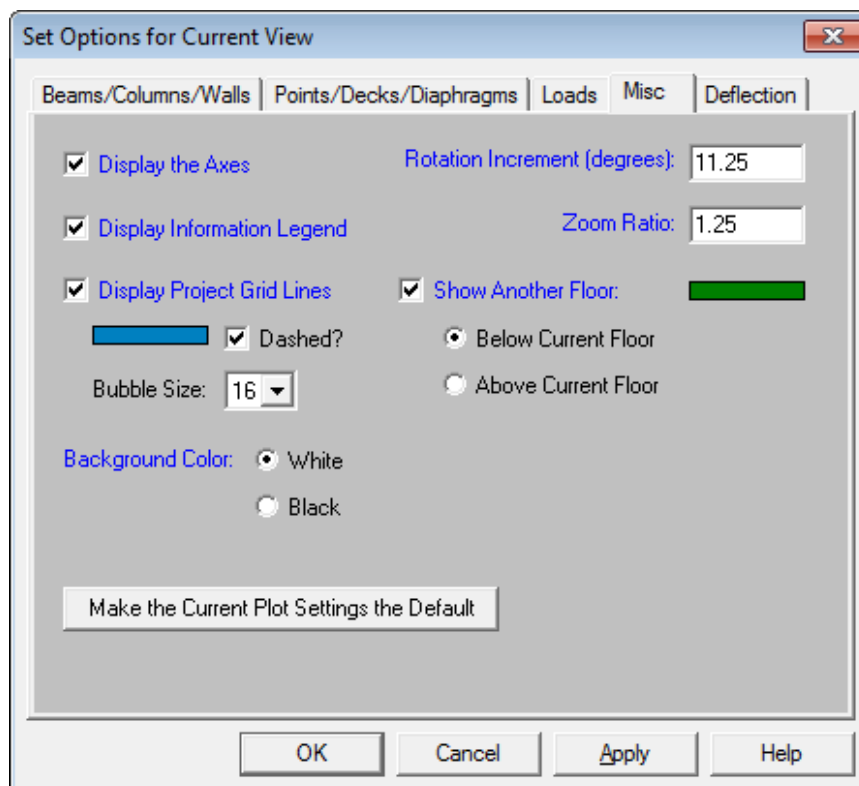 Set Options for Current View
Beams/Columns/Walls Points/Decks/Diaphragms Loads Misc Deflection
Display the Axes Rotation Increment (degrees): 11.25
Display Information Legend Zoom Ratio: 1.25
Display Project Grid Lines Show Another Floor:
Dashed? Below Current Floor
Bubble Size: 16 Above Current Floor
Background Color: White
Black
Make the Current Plot Settings the Default
OK Cancel Apply Help